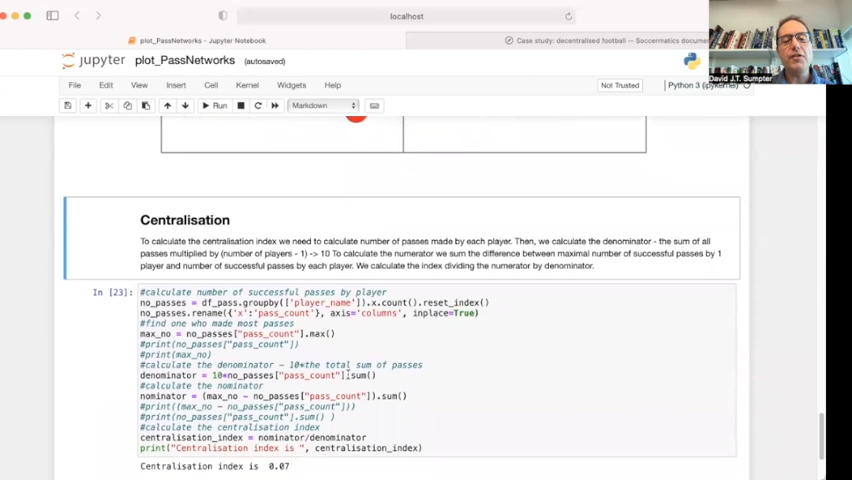 localhost
plot_PassNetworks - Jupyter Notebook
Case study: decentralised football — Soccermatics docume
jupyter plot_PassNetworks (autosaved)
David J.T. Sumpter
File Edit View Insert Cell Kernel Widgets Help
Not Trusted
Python 3 (ipykernel)
Run
Markdown
Centralisation
To calculate the centralisation index we need to calculate number of passes made by each player. Then, we calculate the denominator - the sum of all
passes multiplied by (number of players - 1) -> 10 To calculate the numerator we sum the difference between maximal number of successful passes by 1
player and number of successful passes by each player. We calculate the index dividing the numerator by denominator.
In [23]:
#calculate number of successful passes by player
no_passes = df_pass.groupby(['player_name']).x.count().reset_index()
no_passes.rename({'x':'pass_count'}, axis='columns', inplace=True)
#find one who made most passes
max_no = no_passes["pass_count"].max()
#print(no_passes["pass_count"])
#print(max_no)
#calculate the denominator - 10*the total sum of passes
denominator = 10*no_passes["pass_count"].sum()
#calculate the nominator
nominator = (max_no - no_passes["pass_count"]).sum()
#print((max_no - no_passes["pass_count"]))
#print(no_passes["pass_count"].sum() )
#calculate the centralisation index
centralisation_index = nominator/denominator
print("Centralisation index is ", centralisation_index)
Centralisation index is  0.07